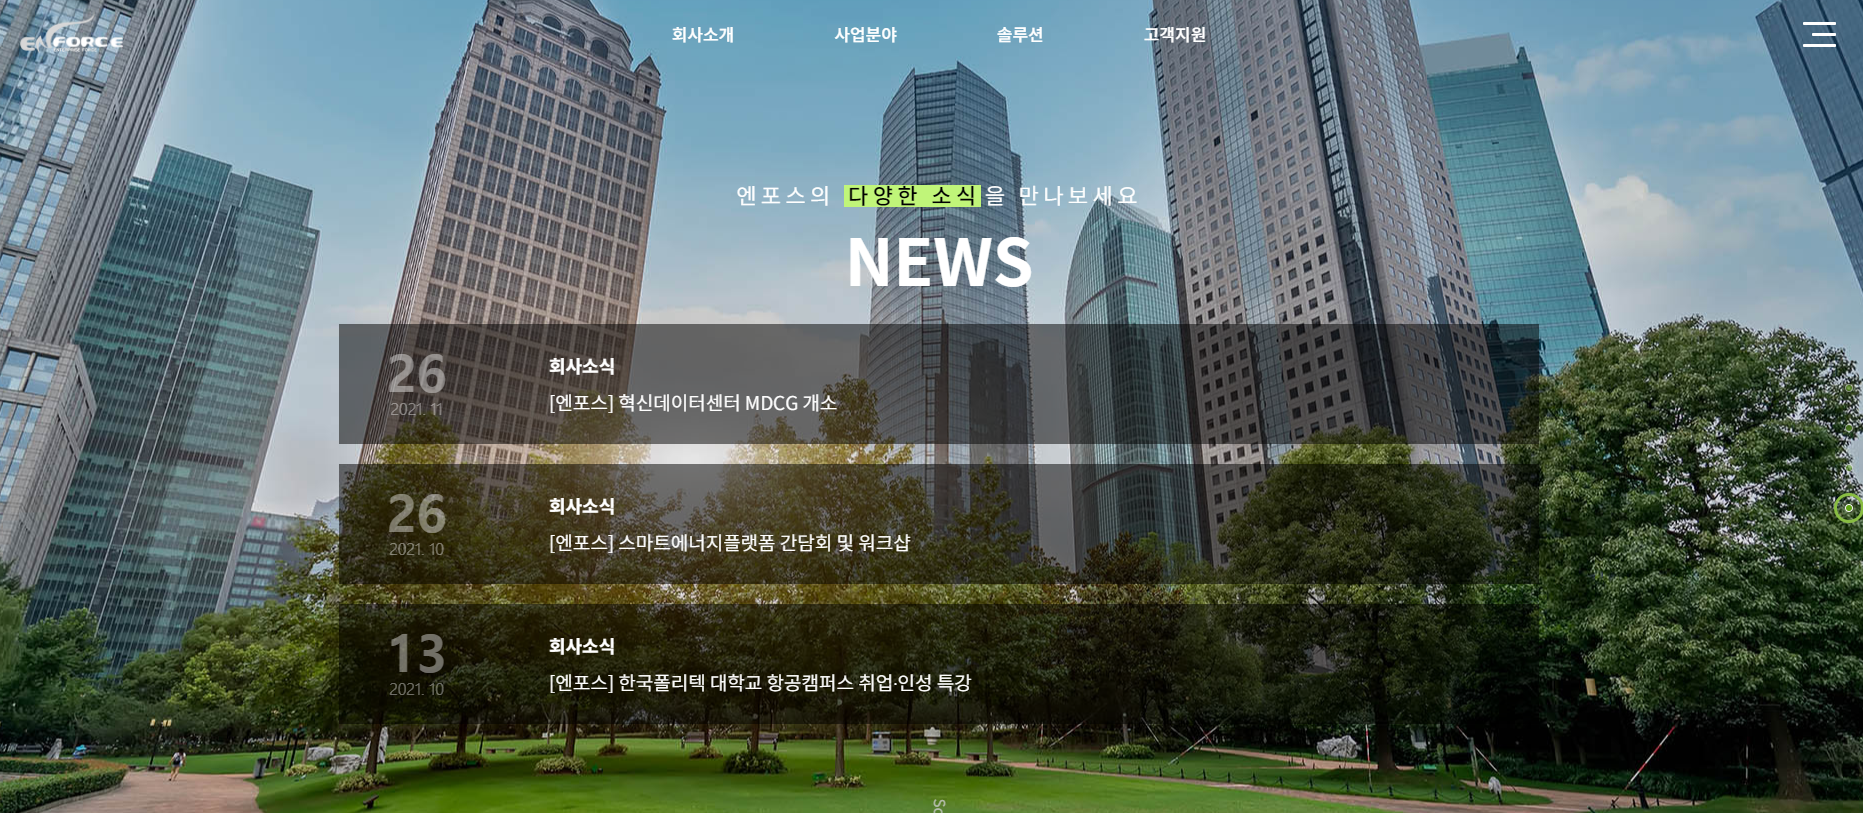 ENFORCE
회사소개
사업분야
솔루션
고객지원
엔포스의 다양한 소식을 만나보세요
NEWS
26
2021. 11
회사소식
[엔포스] 혁신데이터센터 MDCG 개소
26
2021. 10
회사소식
[엔포스] 스마트에너지플랫폼 간담회 및 워크샵
13
2021. 10
회사소식
[엔포스] 한국폴리텍 대학교 항공캠퍼스 취업·인성 특강